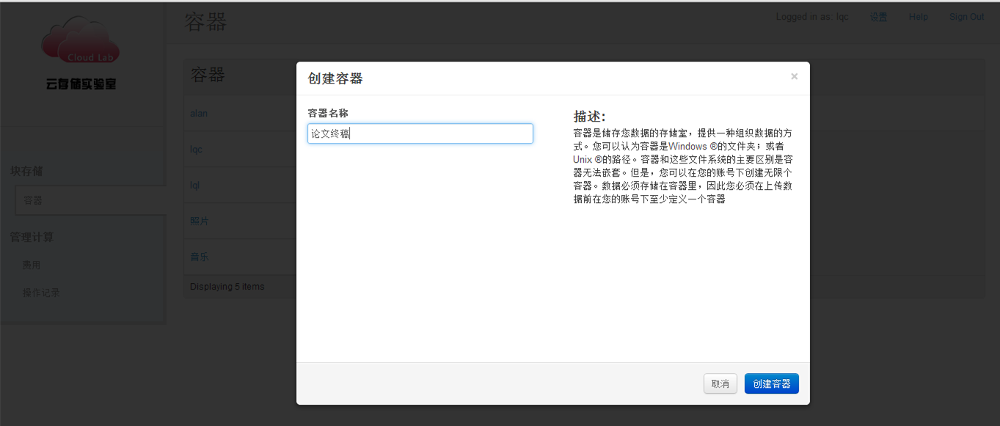 容器
Logged in as: lqc 设置 Help Sign Out
Cloud Lab
云存储实验室
容器
创建容器
×
alan
容器名称
论文终稿
描述:
容器是储存您数据的存储室，提供一种组织数据的方
式。您可以认为容器是Windows ®的文件夹；或者
Unix ®的路径。容器和这些文件系统的主要区别是容
器无法嵌套。但是，您可以在您的账号下创建无限个
容器。数据必须存储在容器里，因此您必须在上传数
据前在您的账号下至少定义一个容器
lqc
块存储
lql
容器
照片
管理计算
音乐
费用
Displaying 5 items
操作记录
取消
创建容器